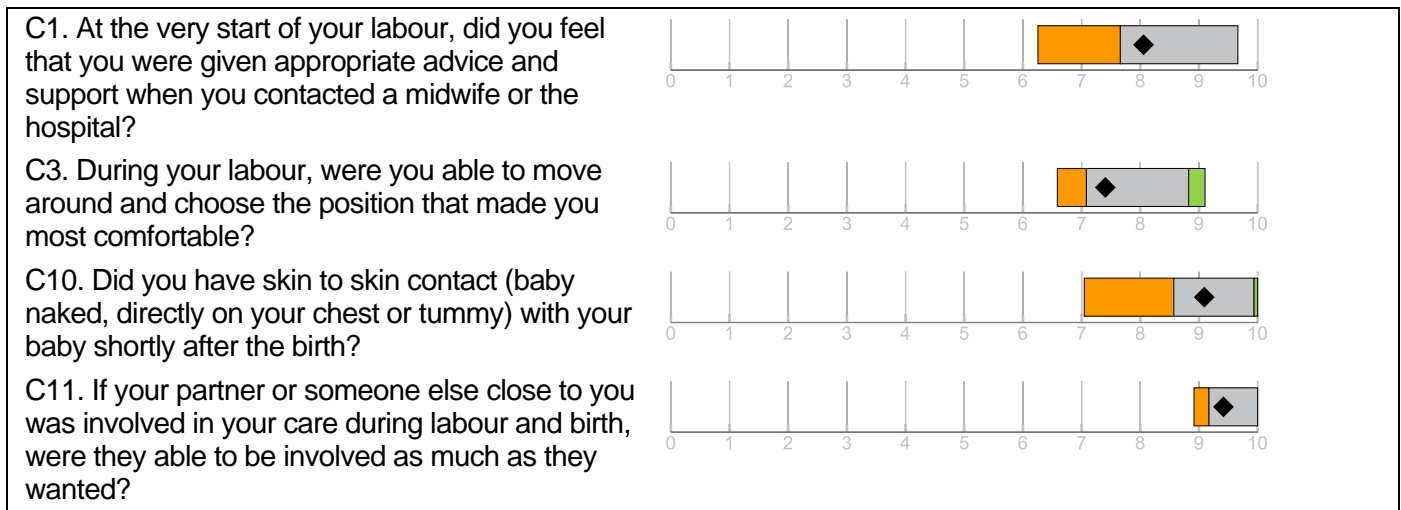 C1. At the very start of your labour, did you feel
that you were given appropriate advice and
support when you contacted a midwife or the
hospital?
0 1 2 3 4 5 6 7 8 9 10
C3. During your labour, were you able to move
around and choose the position that made you
most comfortable?
0 1 2 3 4 5 6 7 8 9 10
C10. Did you have skin to skin contact (baby
naked, directly on your chest or tummy) with your
baby shortly after the birth?
0 1 2 3 4 5 6 7 8 9 10
C11. If your partner or someone else close to you
was involved in your care during labour and birth,
were they able to be involved as much as they
wanted?
0 1 2 3 4 5 6 7 8 9 10